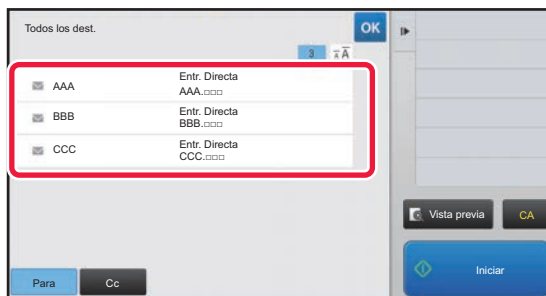 Todos los dest.
OK
3
AAA
Entr. Directa
AAA.□□□
BBB
Entr. Directa
BBB.□□□
CCC
Entr. Directa
CCC.□□□
Vista previa
CA
Para
Cc
Iniciar